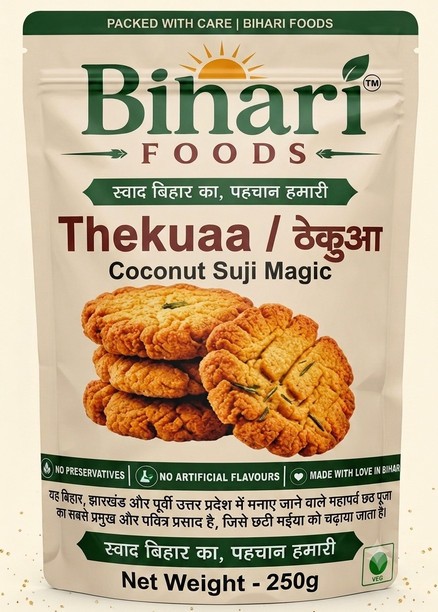 PACKED WITH CARE | BIHARI FOODS
Bihari TM
FOODS
स्वाद बिहार का, पहचान हमारी
Thekuaa / ठेकुआ
Coconut Suji Magic
NO PRESERVATIVES | NO ARTIFICIAL FLAVOURS | MADE WITH LOVE IN BIHAR
यह बिहार, झारखंड और पूर्वी उत्तर प्रदेश में मनाए जाने वाले महापर्व छठ पूजा
का सबसे प्रमुख और पवित्र प्रसाद है, जिसे छठी मईया को चढ़ाया जाता है।
स्वाद बिहार का, पहचान हमारी
VEG
Net Weight - 250g